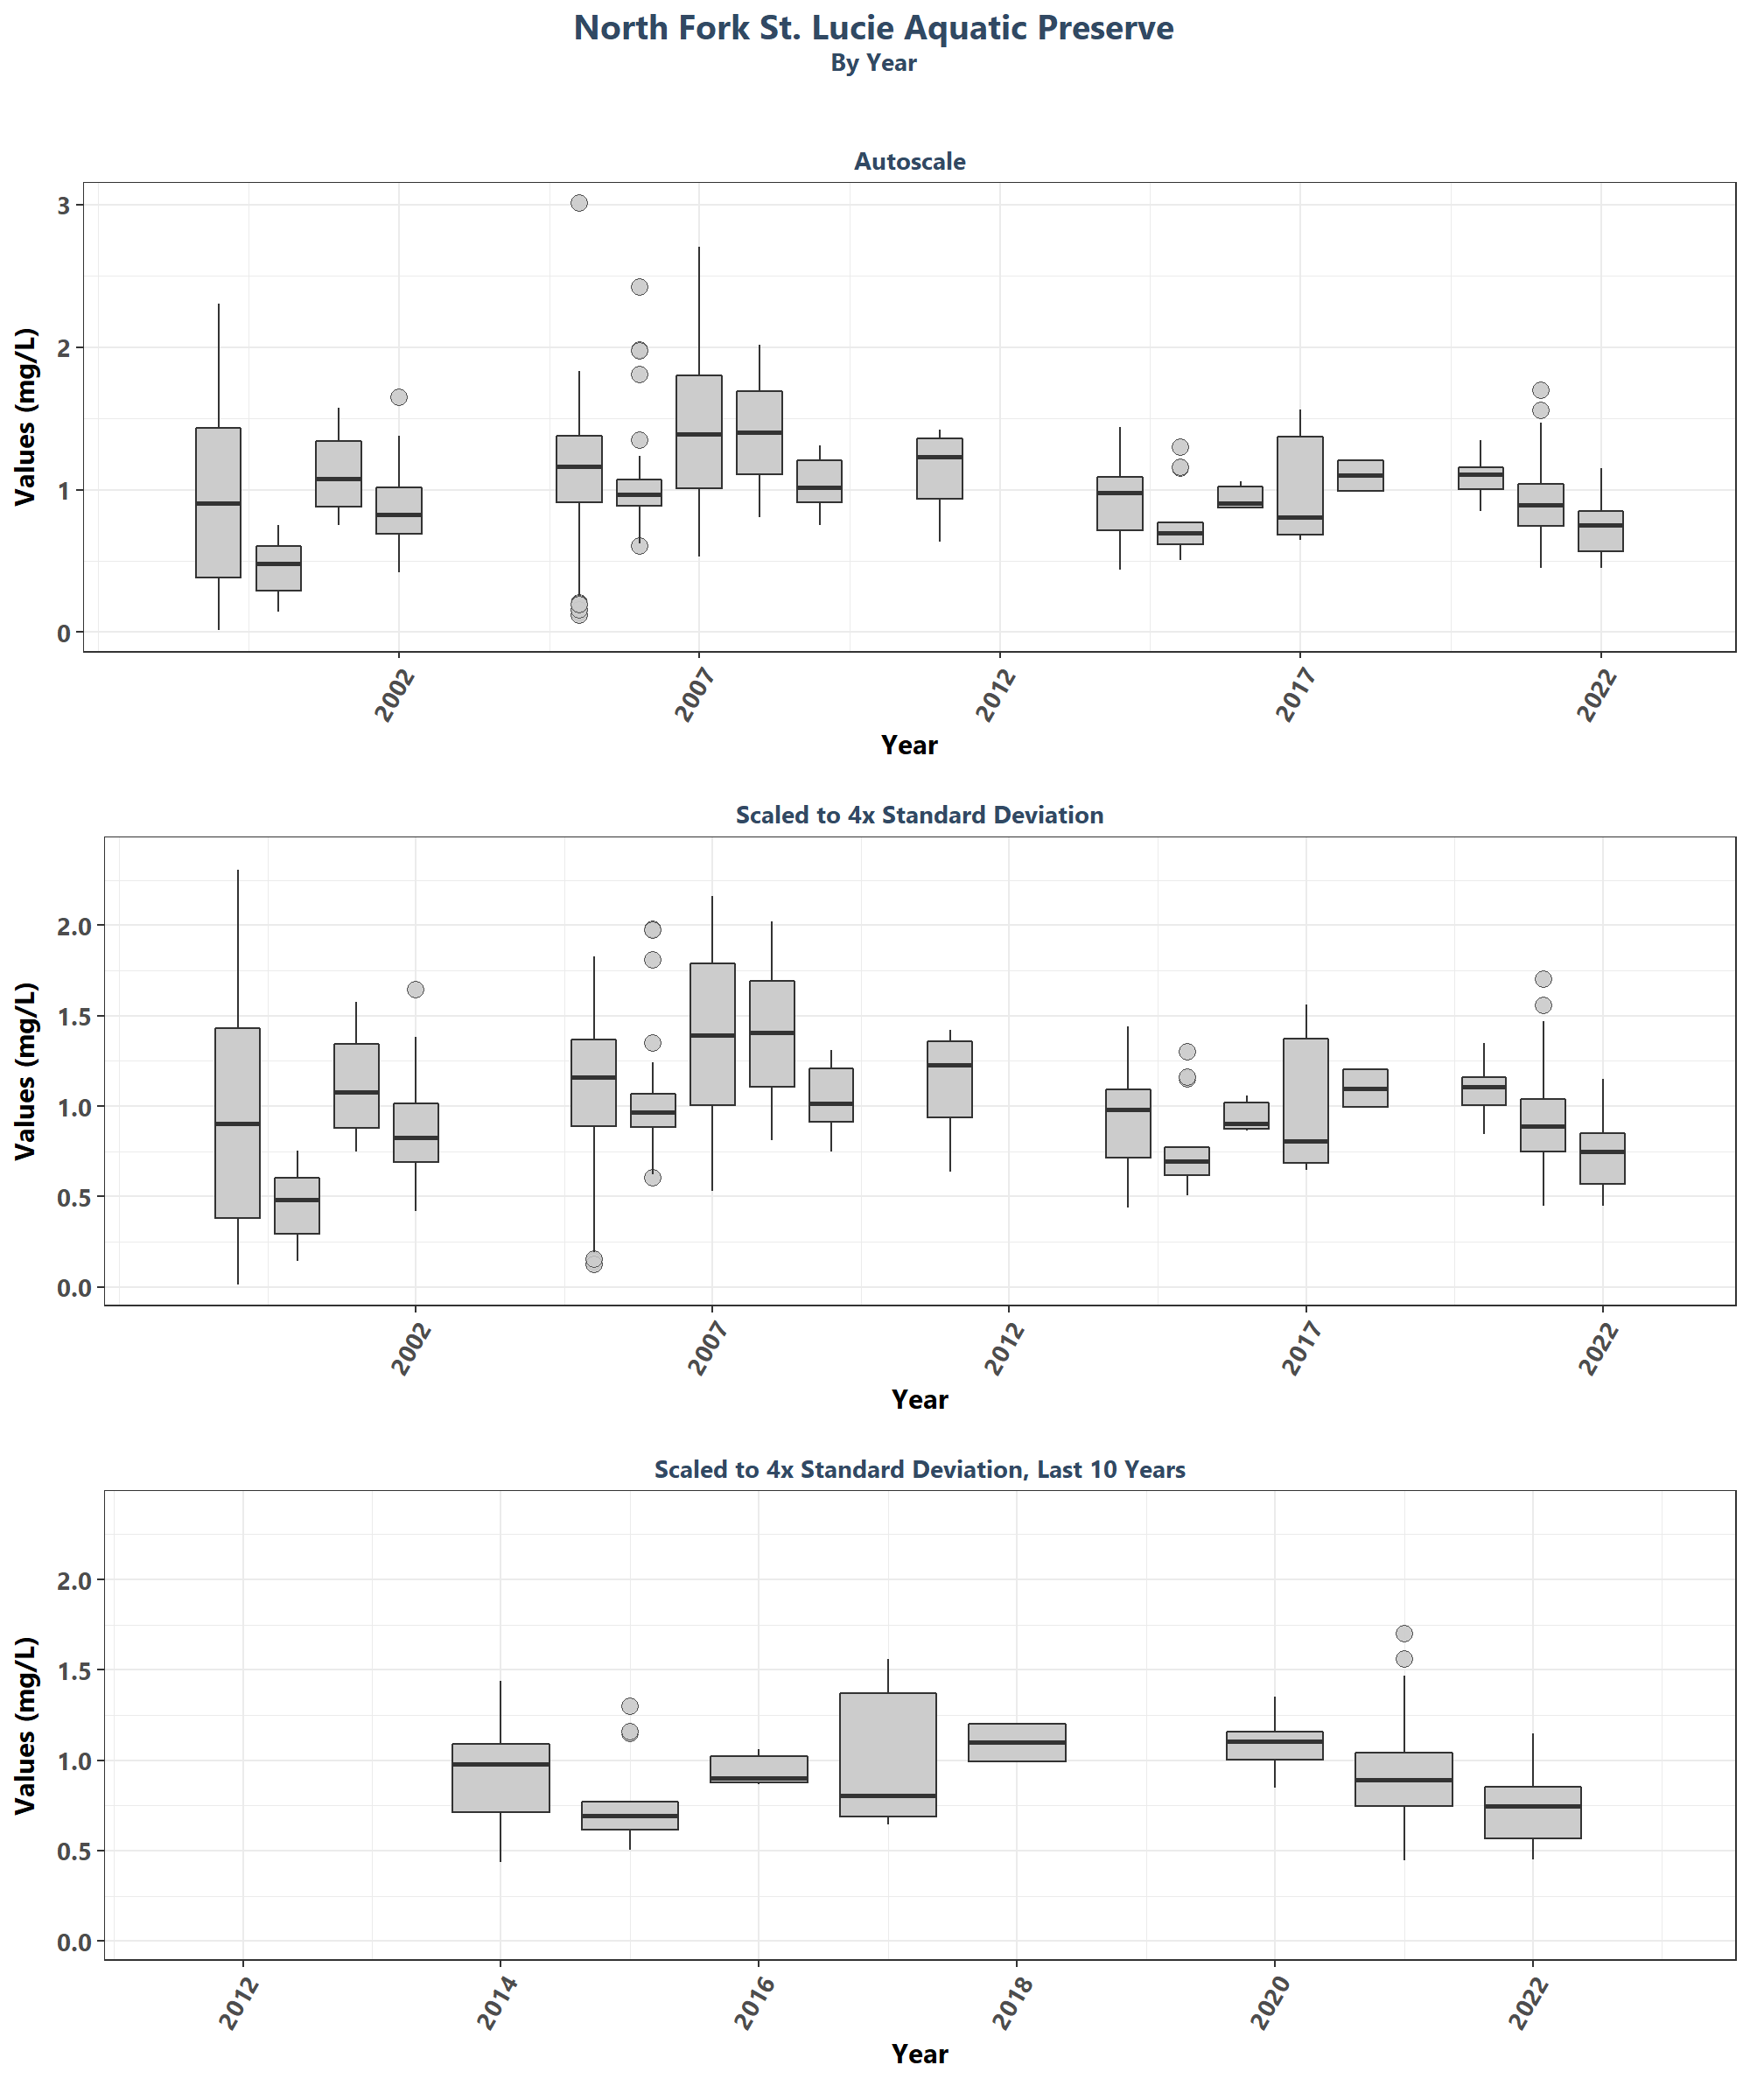 North Fork St. Lucie Aquatic Preserve
By Year
Autoscale
Values (mg/L)
3
2
1
0
2002 2007 2012 2017 2022
Year
Scaled to 4x Standard Deviation
Values (mg/L)
2.0
1.5
1.0
0.5
0.0
2002 2007 2012 2017 2022
Year
Scaled to 4x Standard Deviation, Last 10 Years
Values (mg/L)
2.0
1.5
1.0
0.5
0.0
2012 2014 2016 2018 2020 2022
Year